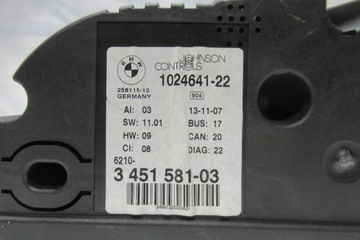 BMW
JOHNSON
CONTROLS
1024641-22
258115-10
GERMANY
904
AI: 03
13-11-07
SW: 11.01
BUS: 17
HW: 09
CAN: 20
CI: 08
DIAG: 22
6210-
3 451 581-03